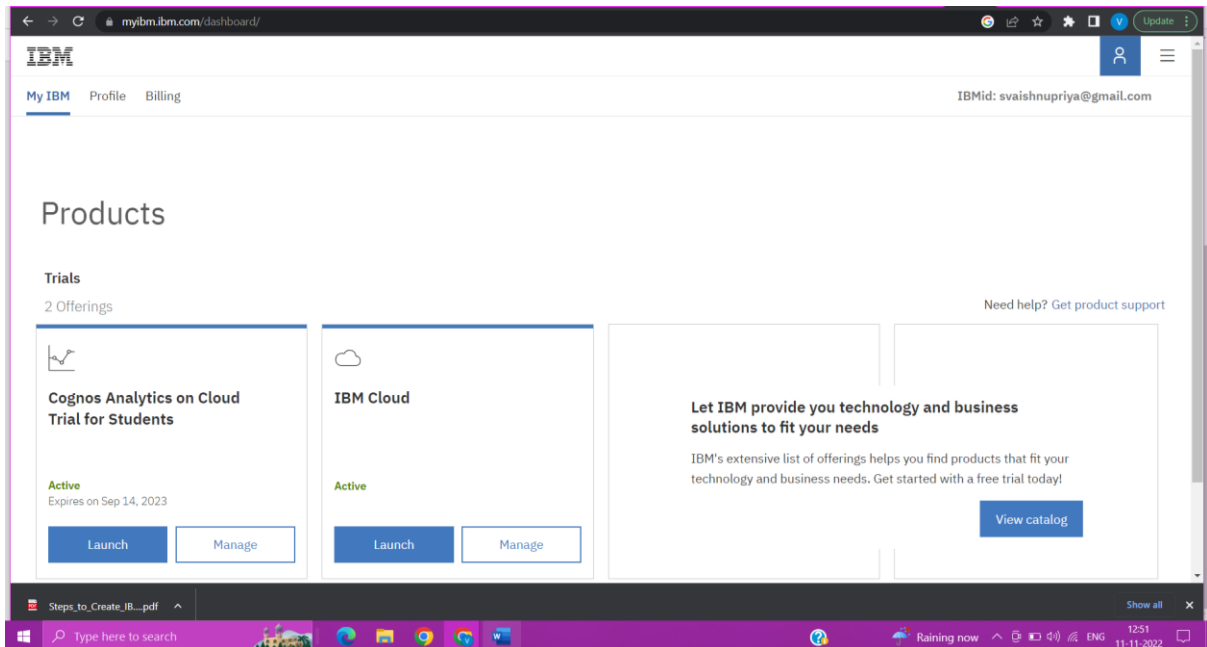 myibm.ibm.com/dashboard/
V
Update
IBM
My IBM Profile Billing
IBMid: svaishnupriya@gmail.com
Products
Trials
2 Offerings
Need help? Get product support
Cognos Analytics on Cloud
Trial for Students
Active
Expires on Sep 14, 2023
Launch Manage
IBM Cloud
Active
Launch Manage
Let IBM provide you technology and business
solutions to fit your needs
IBM's extensive list of offerings helps you find products that fit your
technology and business needs. Get started with a free trial today!
View catalog
Steps_to_Create_IB....pdf
Show all
Type here to search
Raining now
ENG
12:51
11-11-2022